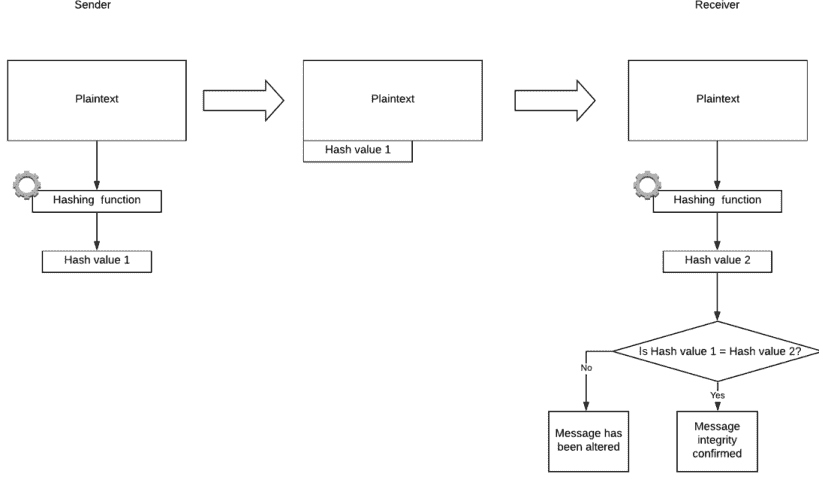 Sender
Receiver
Plaintext
Plaintext
Plaintext
Hash value 1
Hashing function
Hashing function
Hash value 1
Hash value 2
Is Hash value 1 = Hash value 2?
No
Yes
Message has
been altered
Message
integrity
confirmed